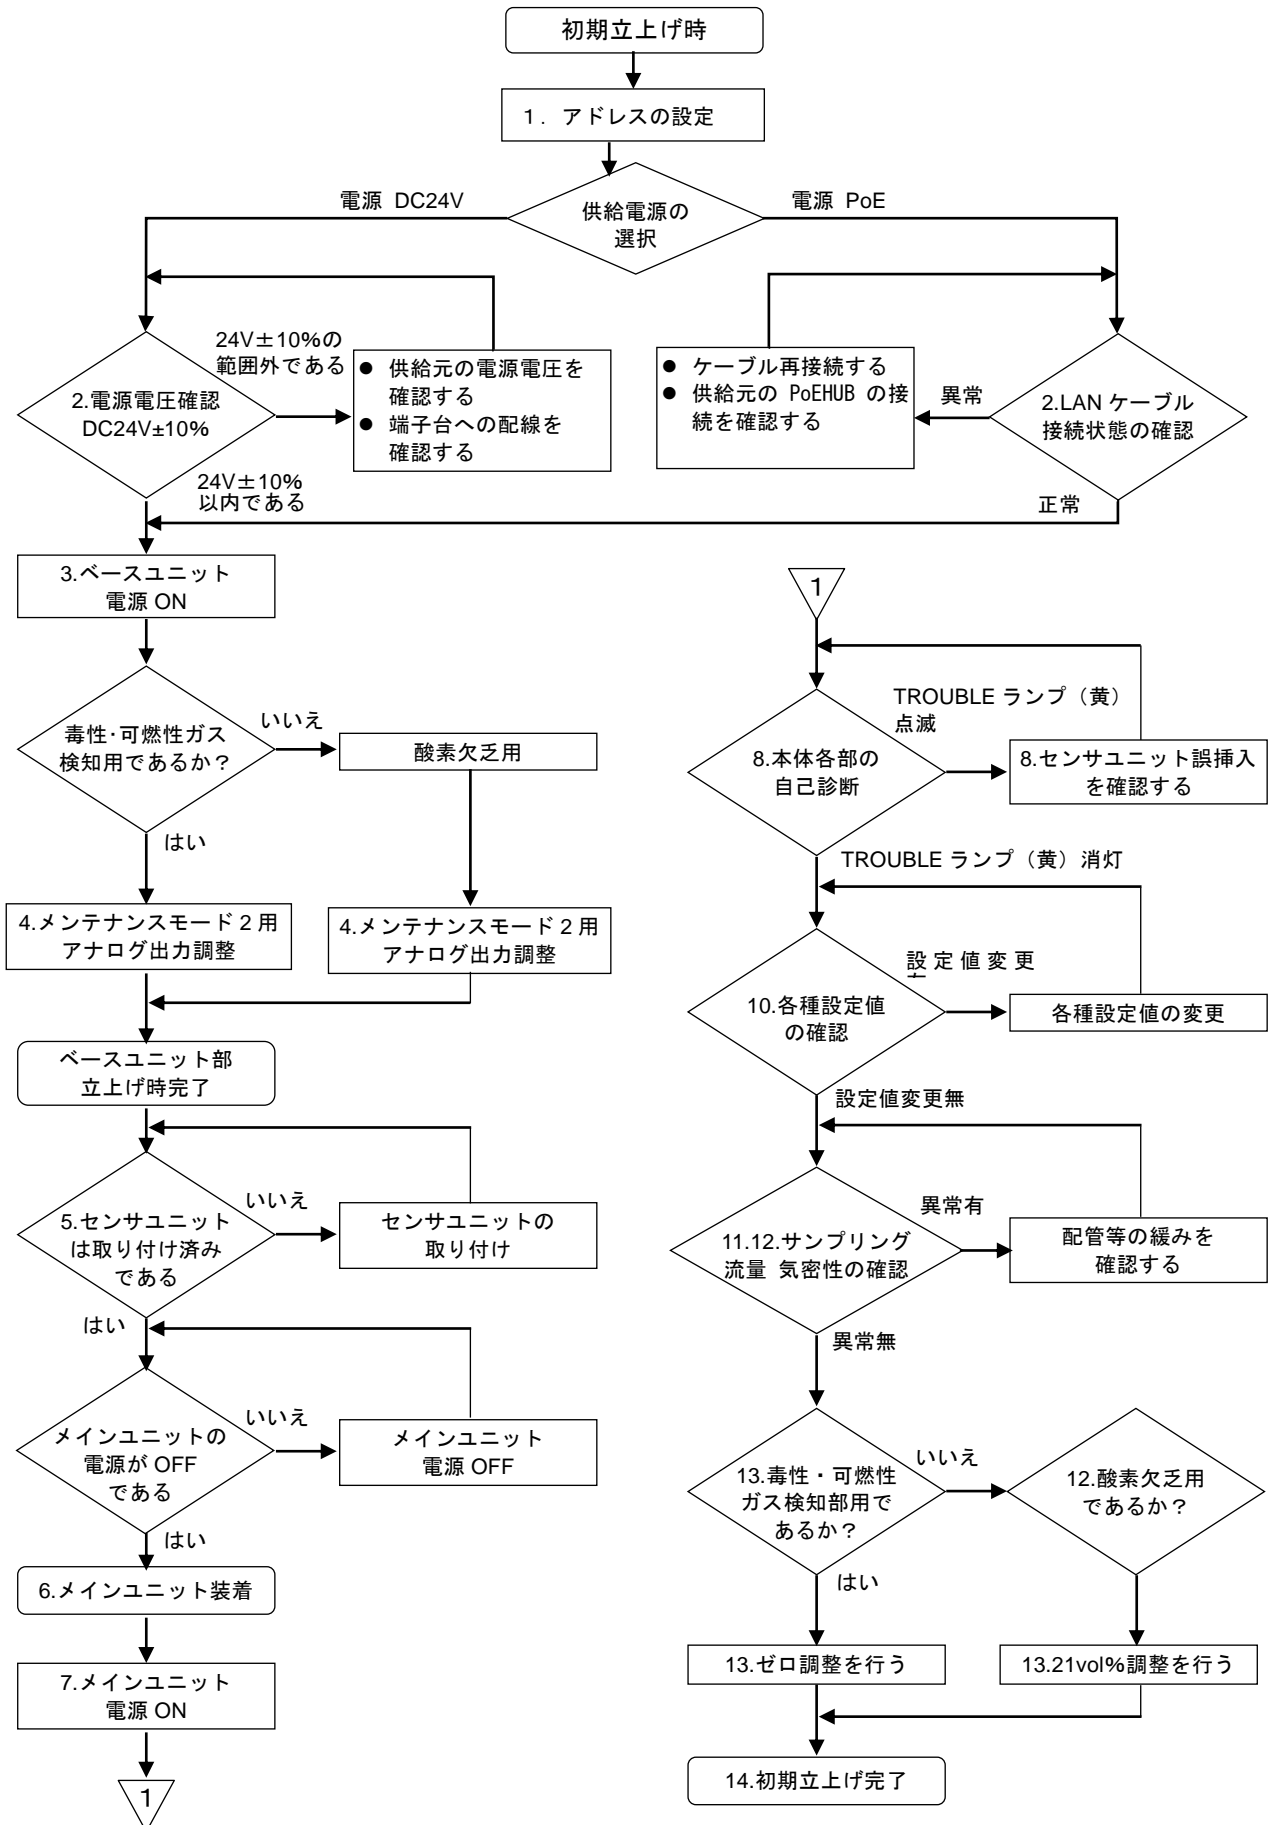 初期立上げ時
1. アドレスの設定
電源 DC24V
供給電源の
選択
電源 PoE
24V±10%の
範囲外である
2.電源電圧確認
DC24V±10%
● 供給元の電源電圧を
確認する
● 端子台への配線を
確認する
24V±10%
以内である
● ケーブル再接続する
● 供給元の PoEHUB の接
続を確認する
異常
2.LAN ケーブル
接続状態の確認
正常
3.ベースユニット
電源 ON
毒性･可燃性ガス
検知用であるか？
いいえ
酸素欠乏用
はい
4.メンテナンスモード 2 用
アナログ出力調整
4.メンテナンスモード 2 用
アナログ出力調整
ベースユニット部
立上げ時完了
5.センサユニット
は取り付け済み
である
いいえ
センサユニットの
取り付け
はい
メインユニットの
電源が OFF
である
いいえ
メインユニット
電源 OFF
はい
6.メインユニット装着
7.メインユニット
電源 ON
1
1
TROUBLE ランプ（黄）
点滅
8.本体各部の
自己診断
8.センサユニット誤挿入
を確認する
TROUBLE ランプ（黄）消灯
設定値変更
10.各種設定値
の確認
各種設定値の変更
設定値変更無
11.12.サンプリング
流量 気密性の確認
異常有
配管等の緩みを
確認する
異常無
13.毒性・可燃性
ガス検知部用で
あるか？
いいえ
12.酸素欠乏用
であるか？
はい
13.ゼロ調整を行う
13.21vol%調整を行う
14.初期立上げ完了